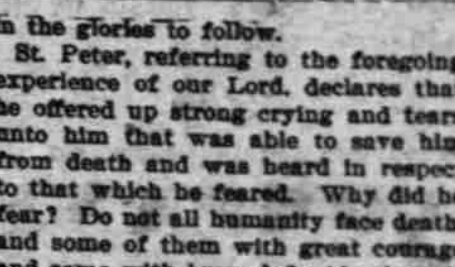 n the glories to follow.
St. Peter, referring to the foregoing
experience of our Lord, declares tha
he offered up strong crying and tear
unto him that was able to save him
from death and was heard in respec
to that which he feared. Why did he
fear? Do not all humanity face death
and some of them with great courage